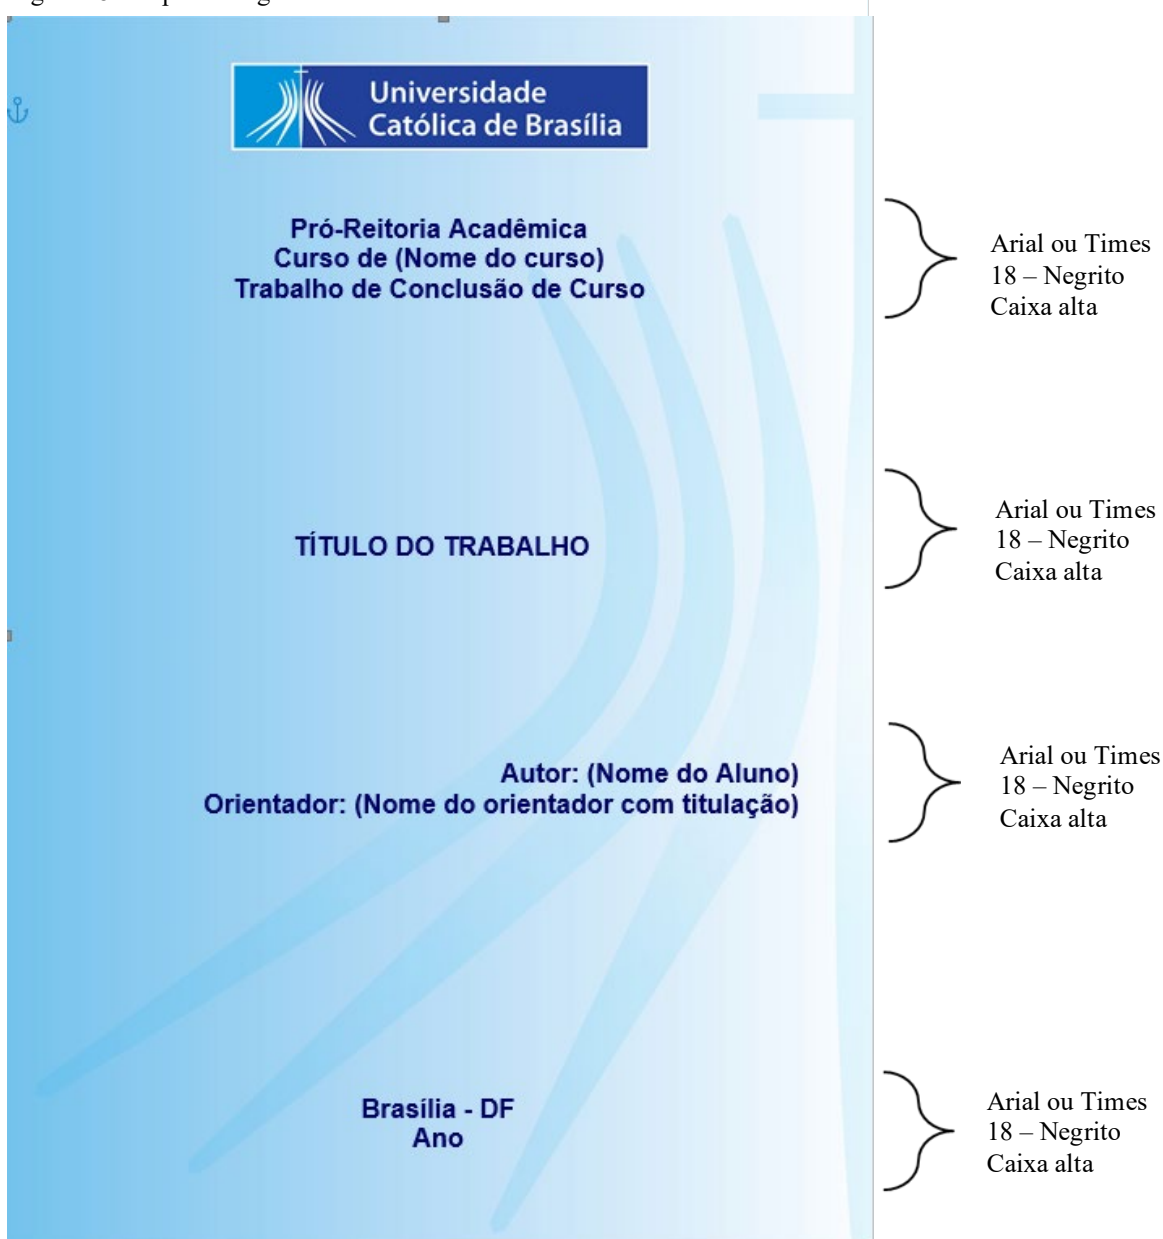 Universidade
Católica de Brasília
Pró-Reitoria Acadêmica
Curso de (Nome do curso)
Trabalho de Conclusão de Curso
Arial ou Times
18 – Negrito
Caixa alta
TÍTULO DO TRABALHO
Arial ou Times
18 – Negrito
Caixa alta
Autor: (Nome do Aluno)
Orientador: (Nome do orientador com titulação)
Arial ou Times
18 – Negrito
Caixa alta
Brasília - DF
Ano
Arial ou Times
18 – Negrito
Caixa alta